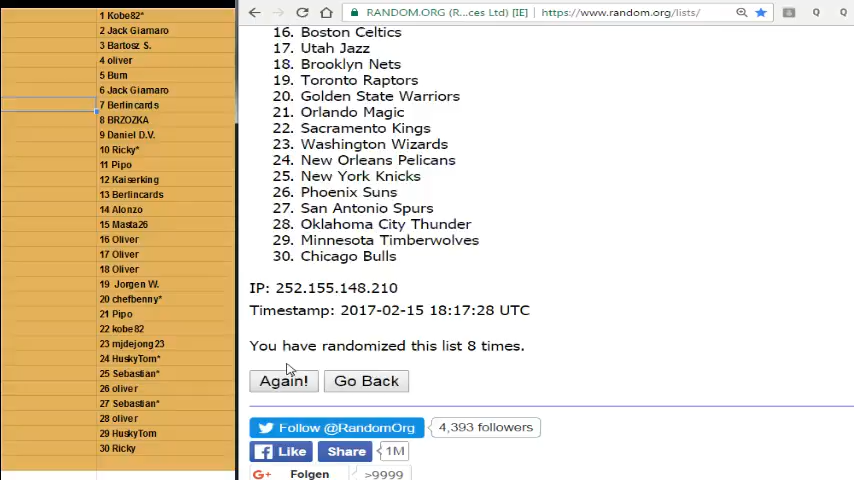 1 Kobe82*
2 Jack Giamaro
3 Bartosz S.
4 oliver
5 Bum
6 Jack Giamaro
7 Berlincards
8 BRZOZKA
9 Daniel D.V.
10 Ricky*
11 Pipo
12 Kaiserking
13 Berlincards
14 Alonzo
15 Masta26
16 Oliver
17 Oliver
18 Oliver
19 Jorgen W.
20 chefbenny*
21 Pipo
22 kobe82
23 mjdejong23
24 HuskyTom*
25 Sebastian*
26 oliver
27 Sebastian*
28 oliver
29 HuskyTom
30 Ricky
RANDOM.ORG (R...ces Ltd) [IE] https://www.random.org/lists/
16. Boston Celtics
17. Utah Jazz
18. Brooklyn Nets
19. Toronto Raptors
20. Golden State Warriors
21. Orlando Magic
22. Sacramento Kings
23. Washington Wizards
24. New Orleans Pelicans
25. New York Knicks
26. Phoenix Suns
27. San Antonio Spurs
28. Oklahoma City Thunder
29. Minnesota Timberwolves
30. Chicago Bulls
IP: 252.155.148.210
Timestamp: 2017-02-15 18:17:28 UTC
You have randomized this list 8 times.
Again! Go Back
Follow @RandomOrg 4,393 followers
Like Share 1M
G+ Folgen >9999